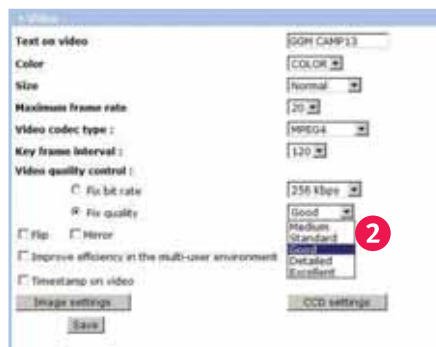 Video
Text on video GGM CAMP13
Color COLOR
Size Normal
Maximum frame rate 20
Video codec type : MPEG4
Key frame interval : 120
Video quality control :
Fix bit rate 256 Kbps
Fix quality Good
Medium
Standard
Good
Detailed
Excellent
2
Flip Mirror
Improve efficiency in the multi-user environment
Timestamp on video
Image settings CCD settings
Save